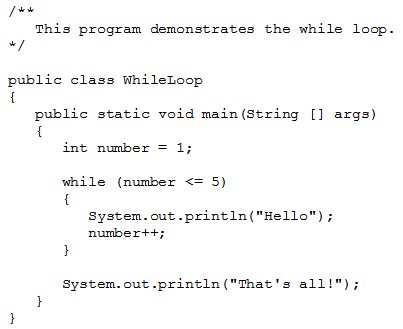 /**
   This program demonstrates the while loop.
*/

public class WhileLoop
{
   public static void main(String [] args)
   {
      int number = 1;

      while (number <= 5)
      {
         System.out.println("Hello");
         number++;
      }

      System.out.println("That's all!");
   }
}